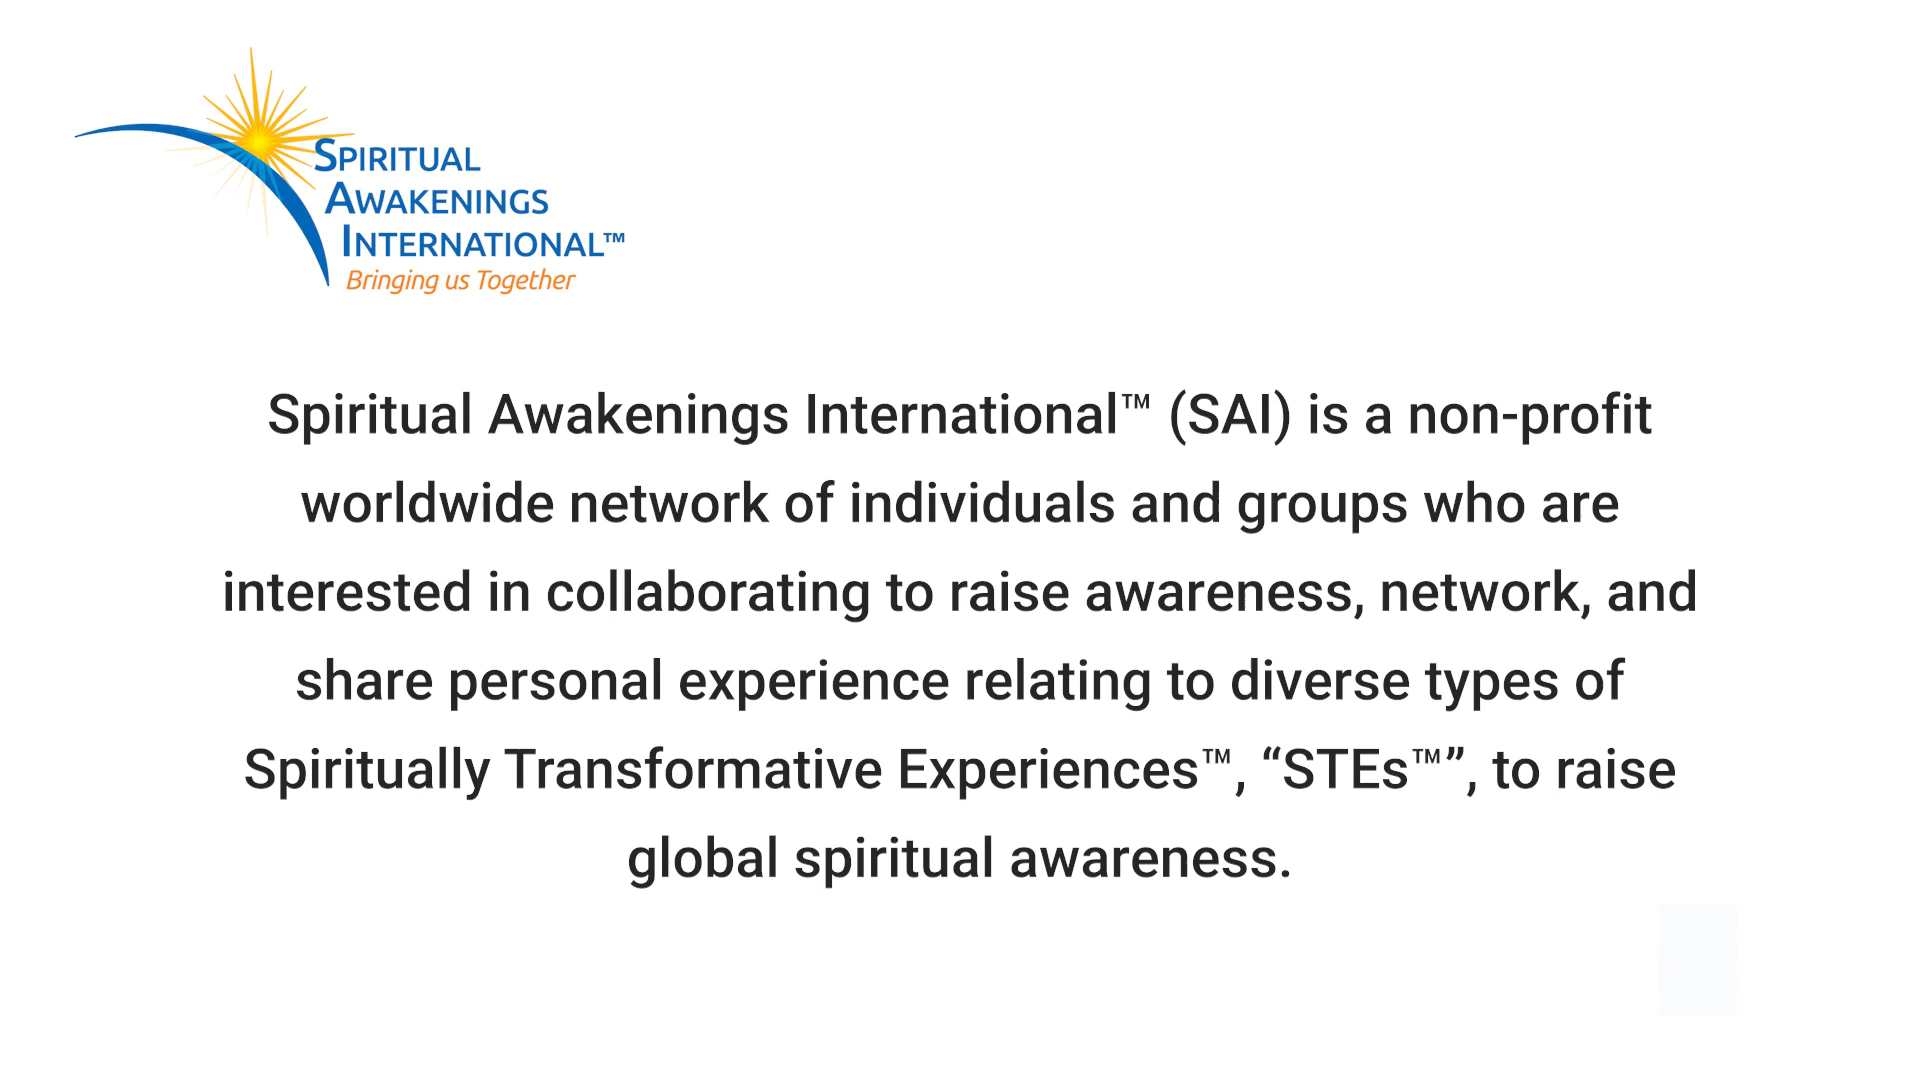 SPIRITUAL
AWAKENINGS
INTERNATIONAL™
Bringing us Together
Spiritual Awakenings International™ (SAI) is a non-profit
worldwide network of individuals and groups who are
interested in collaborating to raise awareness, network, and
share personal experience relating to diverse types of
Spiritually Transformative Experiences™, “STEs™”, to raise
global spiritual awareness.